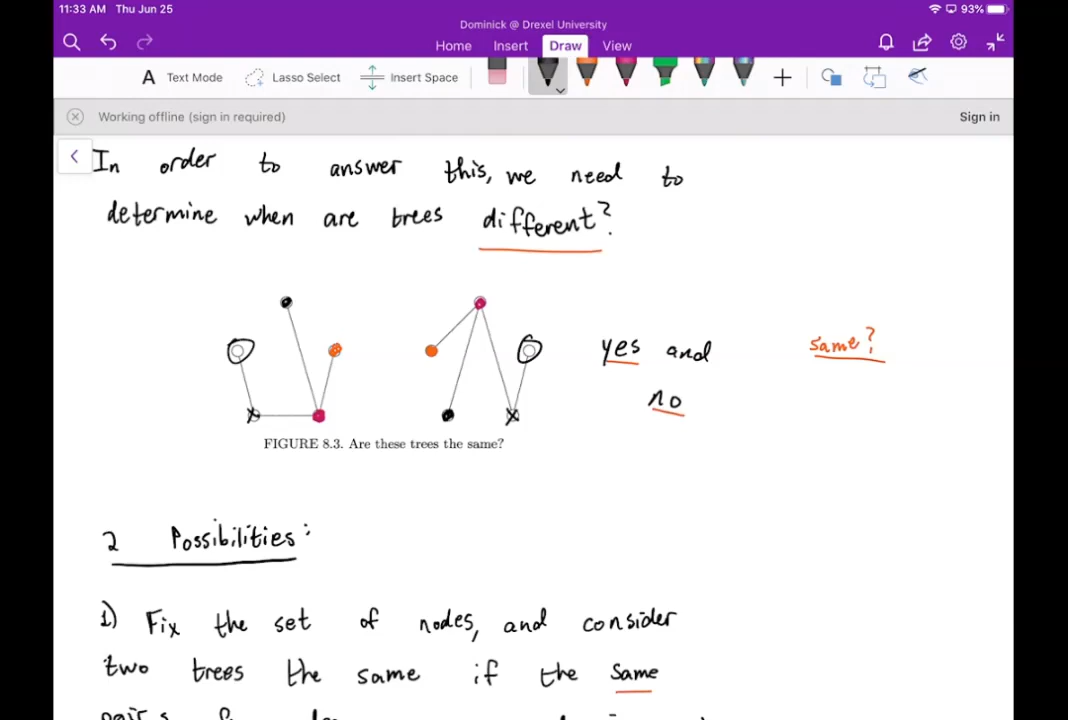 11:33 AM Thu Jun 25
93%
Dominick @ Drexel University
Home Insert Draw View
A Text Mode Lasso Select Insert Space
Working offline (sign in required) Sign in
In order to answer this, we need to
determine when are trees different?
yes and same?
no
FIGURE 8.3. Are these trees the same?
2 Possibilities:
1) Fix the set of nodes, and consider
two trees the same if the same